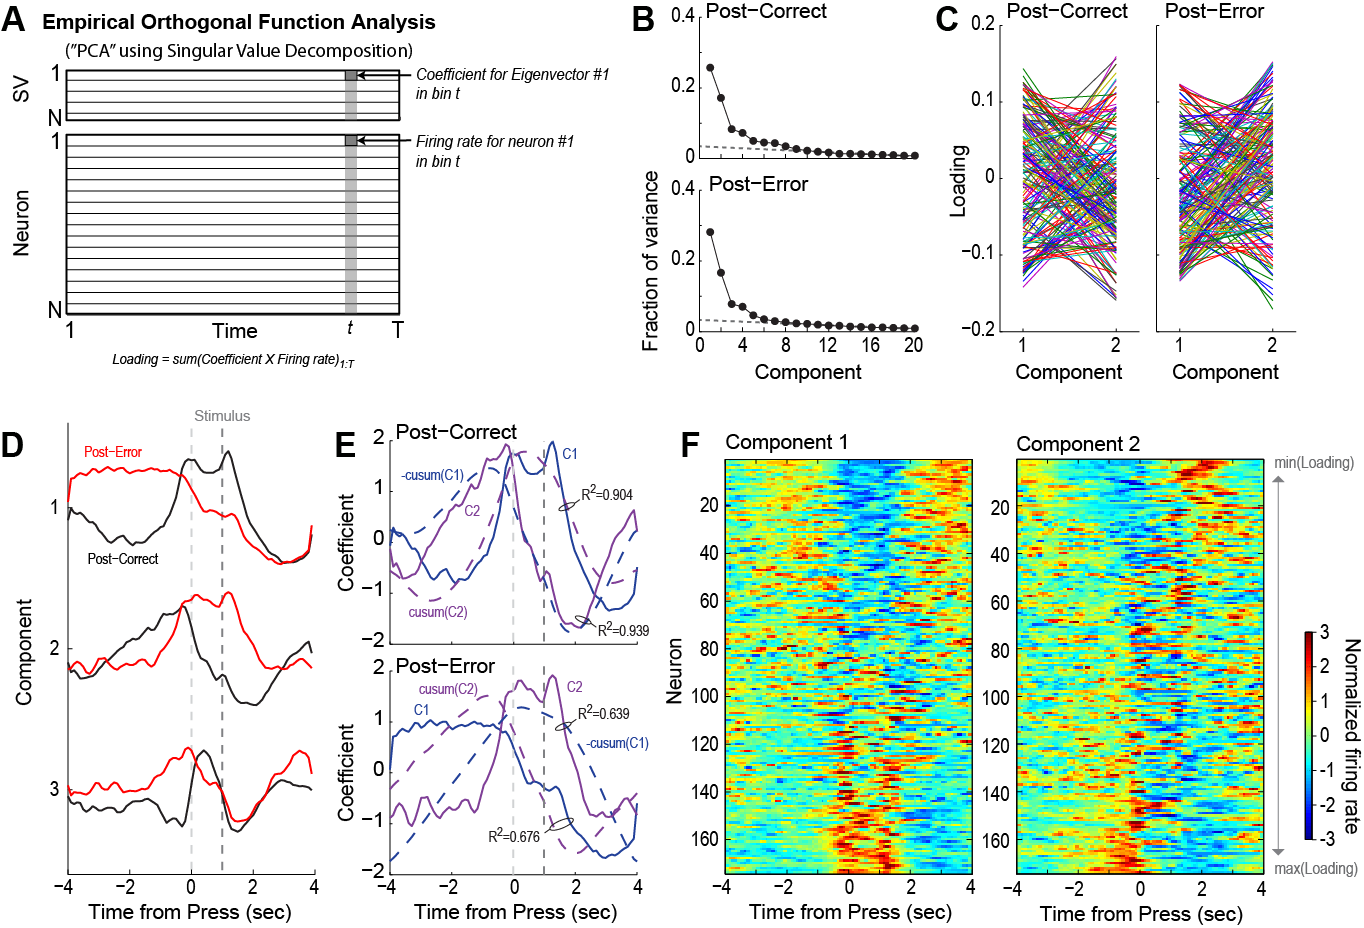 A
Empirical Orthogonal Function Analysis
("PCA" using Singular Value Decomposition)
SV
1
N
Coefficient for Eigenvector #1
in bin t
Neuron
1
N
Firing rate for neuron #1
in bin t
1
Time
t
T
Loading = sum(Coefficient X Firing rate)1:T
B
Post−Correct
0.4
0.2
0
Post−Error
0.4
0.2
0
Fraction of variance
0 4 8 12 16 20
Component
C
Post−Correct
Post−Error
0.2
0.1
0
−0.1
−0.2
Loading
1 2
1 2
Component
Component
D
Stimulus
Post−Error
Post−Correct
1
2
3
Component
−4 −2 0 2 4
Time from Press (sec)
E
Post−Correct
2
1
0
−1
−2
Coefficient
-cusum(C1)
C1
C2
cusum(C2)
R2=0.904
R2=0.939
Post−Error
2
1
0
−1
−2
Coefficient
cusum(C2)
C1
C2
R2=0.639
-cusum(C1)
R2=0.676
−4 −2 0 2 4
Time from Press (sec)
F
Component 1
Component 2
Neuron
20
40
60
80
100
120
140
160
−4 −2 0 2 4
Time from Press (sec)
20
40
60
80
100
120
140
160
−4 −2 0 2 4
Time from Press (sec)
min(Loading)
max(Loading)
3
2
1
0
-1
-2
-3
Normalized firing rate